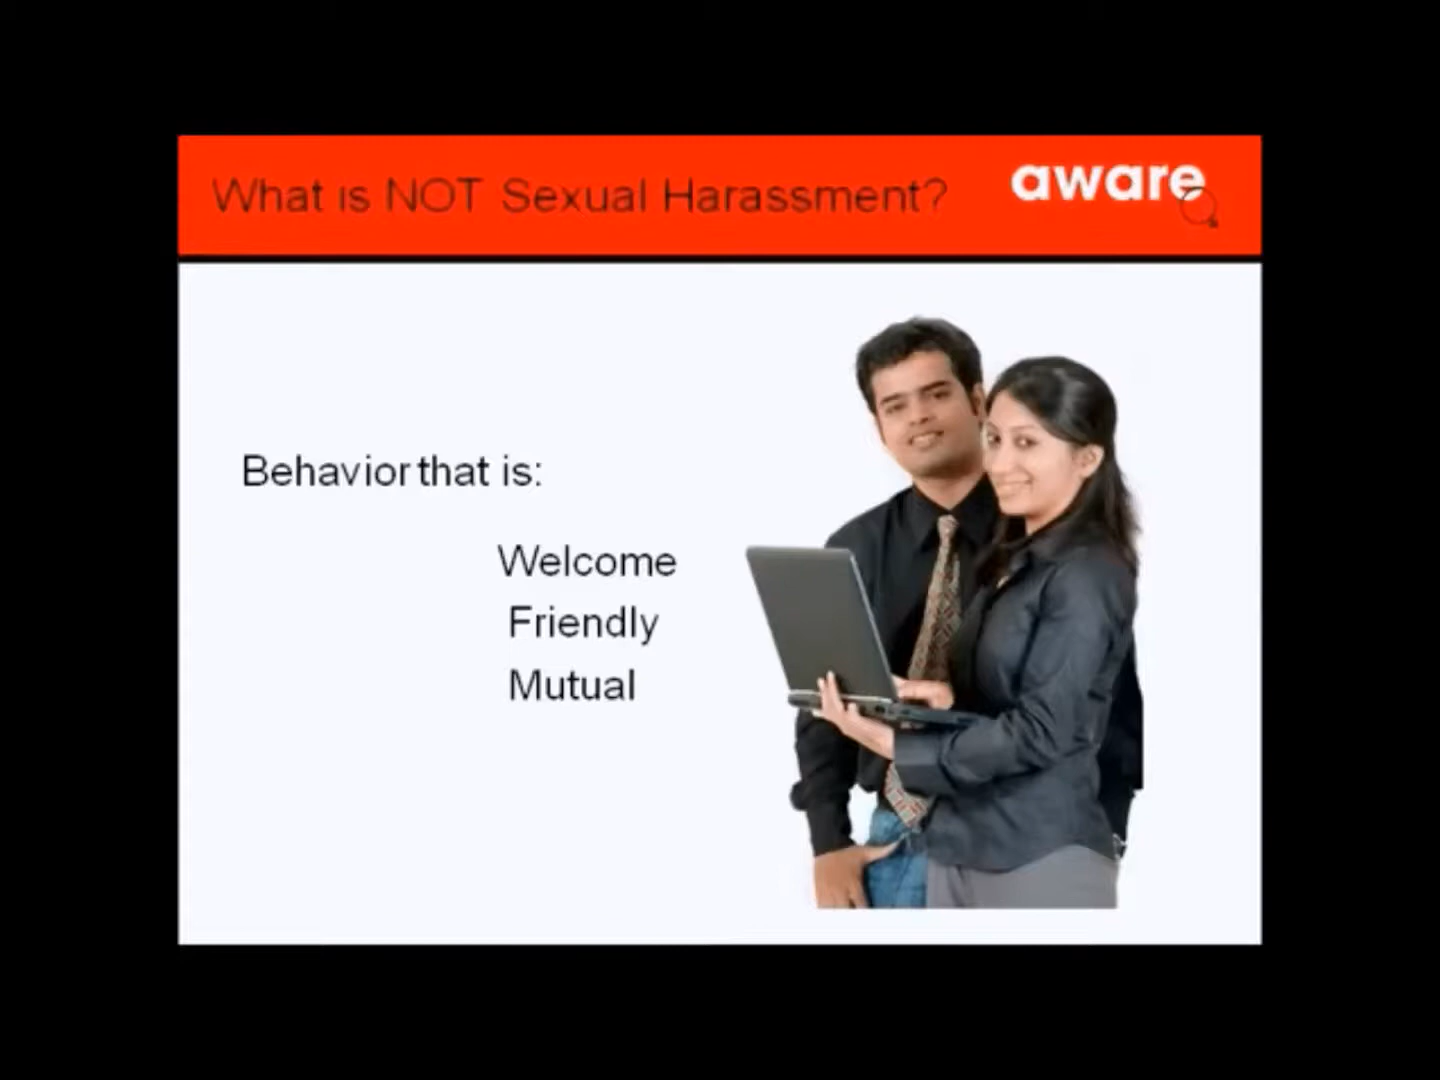 What is NOT Sexual Harassment?
aware
Behavior that is:
Welcome
Friendly
Mutual